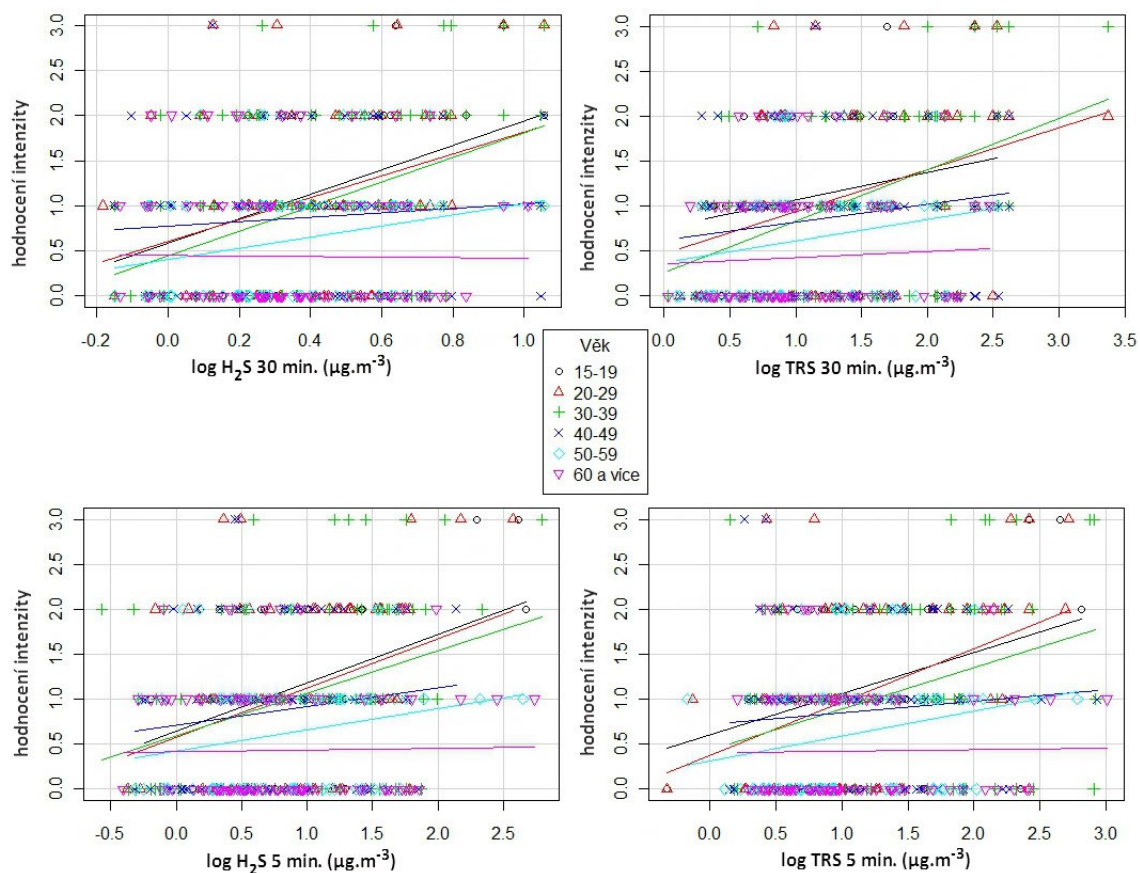 hodnocení intenzity
3.0
2.5
2.0
1.5
1.0
0.5
0.0
-0.2 0.0 0.2 0.4 0.6 0.8 1.0
log H₂S 30 min. (µg.m⁻³)
hodnocení intenzity
3.0
2.5
2.0
1.5
1.0
0.5
0.0
0.0 0.5 1.0 1.5 2.0 2.5 3.0 3.5
log TRS 30 min. (µg.m⁻³)
Věk
15-19
20-29
30-39
40-49
50-59
60 a více
hodnocení intenzity
3.0
2.5
2.0
1.5
1.0
0.5
0.0
-0.5 0.0 0.5 1.0 1.5 2.0 2.5
log H₂S 5 min. (µg.m⁻³)
hodnocení intenzity
3.0
2.5
2.0
1.5
1.0
0.5
0.0
0.0 0.5 1.0 1.5 2.0 2.5 3.0
log TRS 5 min. (µg.m⁻³)